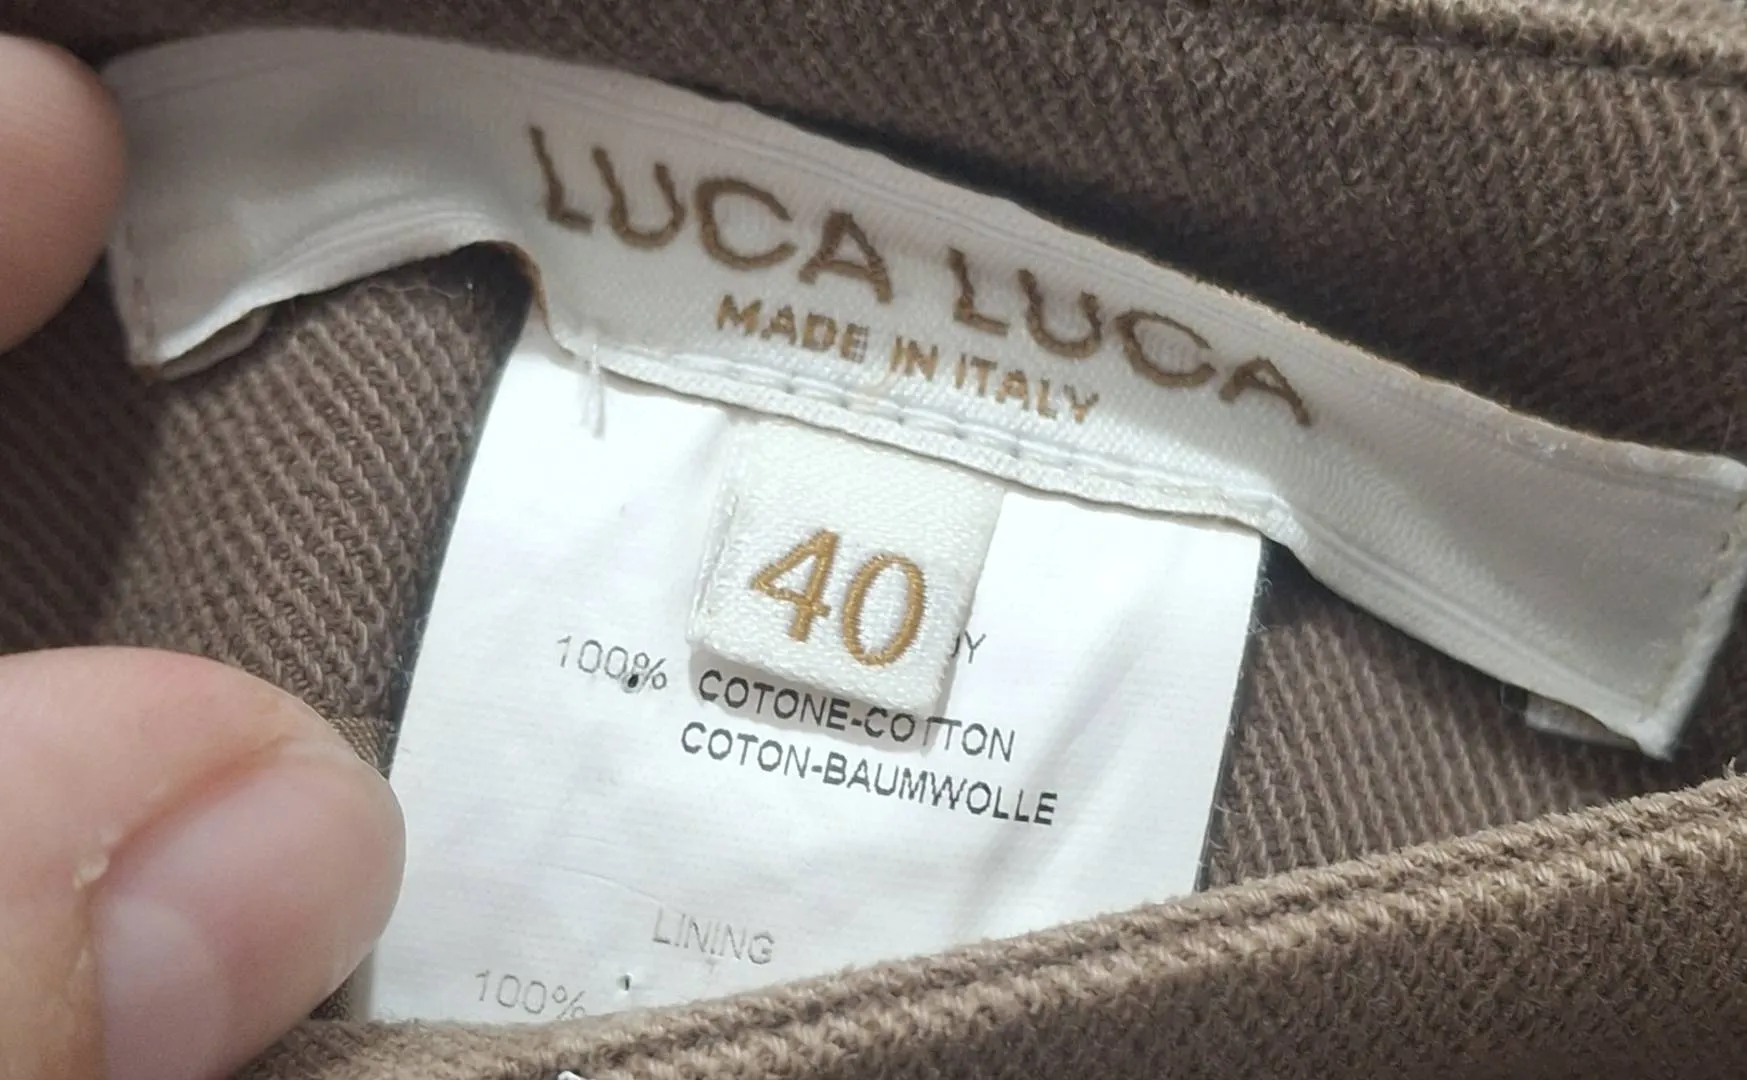 LUCA LUCA
MADE IN ITALY
40
100% COTONE-COTTON
COTON-BAUMWOLLE
LINING
100%